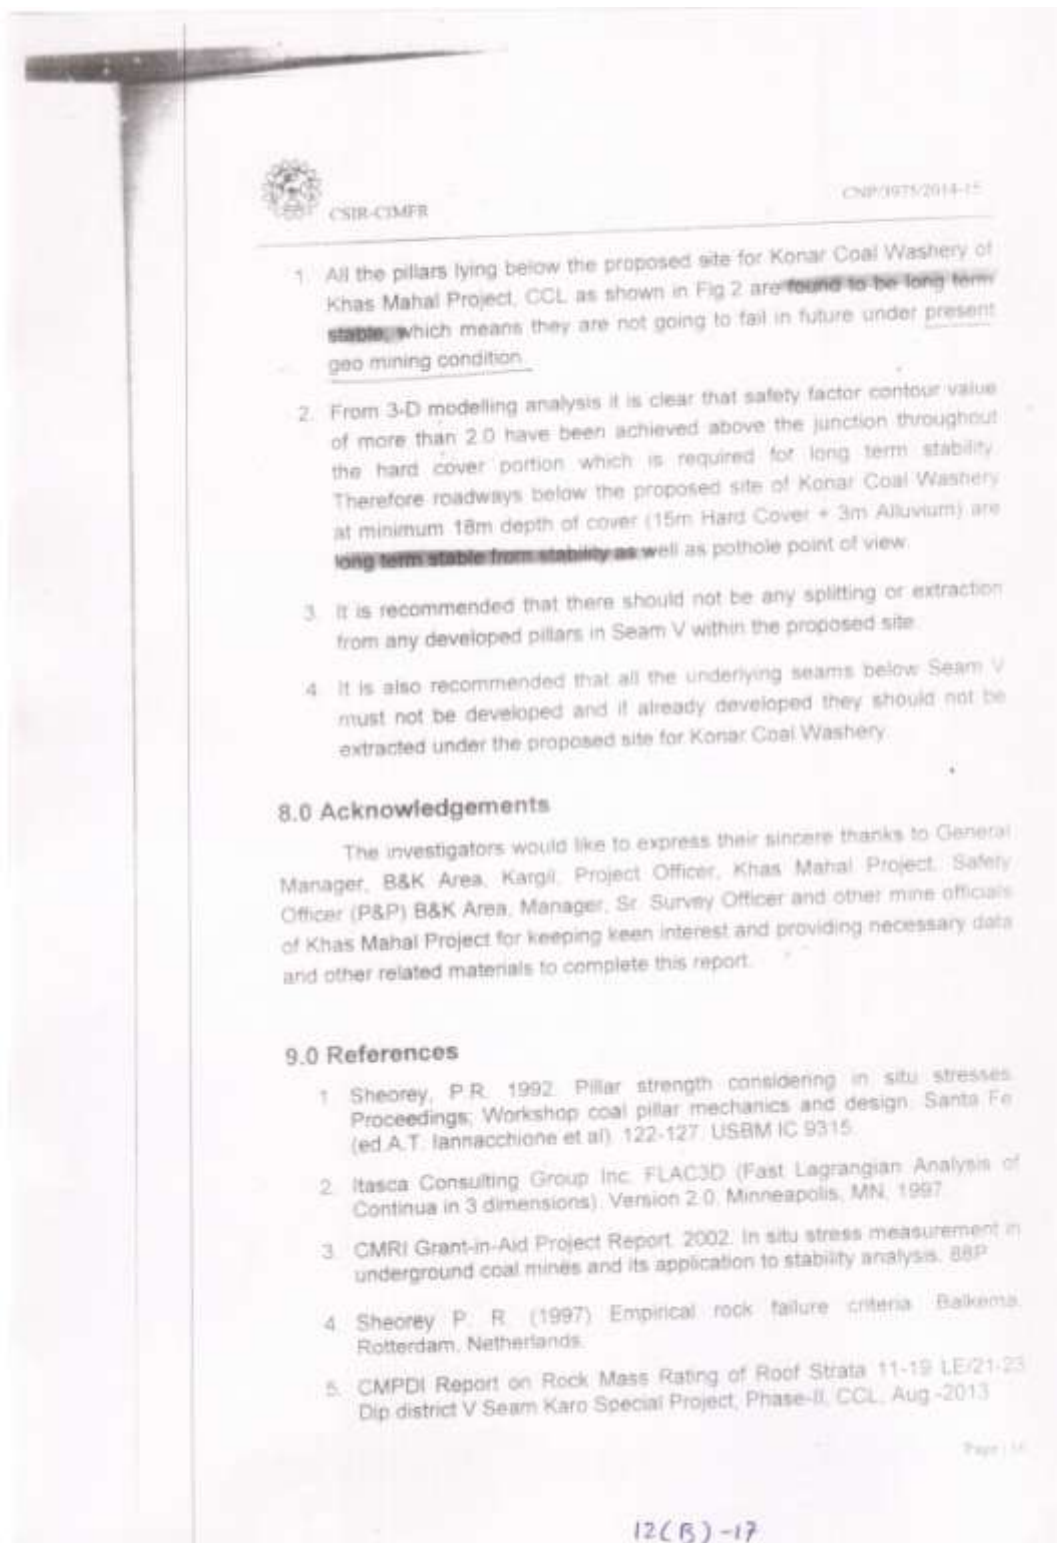 CSIR-CIMFR
CNP/3975/2014-15
1. All the pillars lying below the proposed site for Konar Coal Washery of
Khas Mahal Project, CCL as shown in Fig 2 are found to be long term
stable, which means they are not going to fail in future under present
geo mining condition.
2. From 3-D modelling analysis it is clear that safety factor contour value
of more than 2.0 have been achieved above the junction throughout
the hard cover portion which is required for long term stability.
Therefore roadways below the proposed site of Konar Coal Washery
at minimum 18m depth of cover (15m Hard Cover + 3m Alluvium) are
long term stable from stability as well as pothole point of view.
3. It is recommended that there should not be any splitting or extraction
from any developed pillars in Seam V within the proposed site.
4. It is also recommended that all the underlying seams below Seam V
must not be developed and if already developed they should not be
extracted under the proposed site for Konar Coal Washery.
8.0 Acknowledgements
The investigators would like to express their sincere thanks to General
Manager, B&K Area, Kargil, Project Officer, Khas Mahal Project, Safety
Officer (P&P) B&K Area, Manager, Sr. Survey Officer and other mine officials
of Khas Mahal Project for keeping keen interest and providing necessary data
and other related materials to complete this report.
9.0 References
1 Sheorey, P.R. 1992. Pillar strength considering in situ stresses.
Proceedings; Workshop coal pillar mechanics and design. Santa Fe
(ed.A.T. Iannacchione et al). 122-127. USBM IC 9315.
2. Itasca Consulting Group Inc. FLAC3D (Fast Lagrangian Analysis of
Continua in 3 dimensions), Version 2.0. Minneapolis, MN. 1997
3. CMRI Grant-in-Aid Project Report. 2002. In situ stress measurement in
underground coal mines and its application to stability analysis. 88P
4. Sheorey P. R. (1997) Empirical rock failure criteria. Balkema,
Rotterdam, Netherlands.
5. CMPDI Report on Rock Mass Rating of Roof Strata 11-19 LE/21-23
Dip district V Seam Karo Special Project, Phase-II, CCL, Aug.-2013
Page | 16
12(B)-17